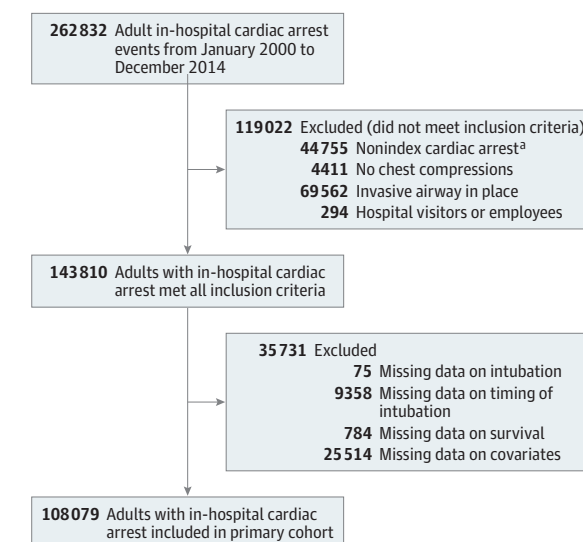 262832 Adult in-hospital cardiac arrest
events from January 2000 to
December 2014
119022 Excluded (did not meet inclusion criteria)
44755 Nonindex cardiac arrestᵃ
4411 No chest compressions
69562 Invasive airway in place
294 Hospital visitors or employees
143810 Adults with in-hospital cardiac
arrest met all inclusion criteria
35731 Excluded
75 Missing data on intubation
9358 Missing data on timing of
intubation
784 Missing data on survival
25514 Missing data on covariates
108079 Adults with in-hospital cardiac
arrest included in primary cohort